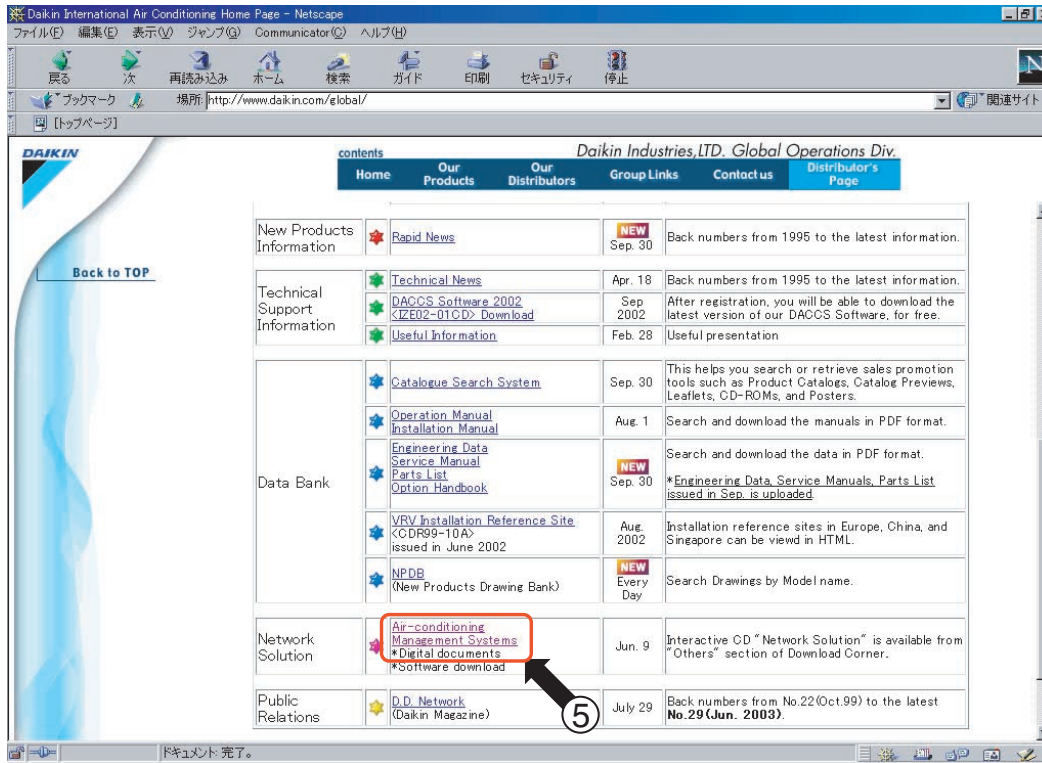 Daikin International Air Conditioning Home Page - Netscape
ファイル(F) 編集(E) 表示(V) ジャンプ(G) Communicator(C) ヘルプ(H)
戻る 次 再読み込み ホーム 検索 ガイド 印刷 セキュリティ 停止
N
ブックマーク 場所: http://www.daikin.com/global/ 関連サイト
[トップページ]
DAIKIN
contents
Daikin Industries,LTD. Global Operations Div.
Home Our Products Our Distributors Group Links Contact us Distributor's Page
Back to TOP
New Products Information
Rapid News
NEW
Sep. 30
Back numbers from 1995 to the latest information.
Technical Support Information
Technical News
Apr. 18
Back numbers from 1995 to the latest information.
DACCS Software 2002
<IZE02-01CD> Download
Sep
2002
After registration, you will be able to download the
latest version of our DACCS Software, for free.
Useful Information
Feb. 28
Useful presentation
Data Bank
Catalogue Search System
Sep. 30
This helps you search or retrieve sales promotion
tools such as Product Catalogs, Catalog Previews,
Leaflets, CD-ROMs, and Posters.
Operation Manual
Installation Manual
Aug. 1
Search and download the manuals in PDF format.
Engineering Data
Service Manual
Parts List
Option Handbook
NEW
Sep. 30
Search and download the data in PDF format.
*Engineering Data, Service Manuals, Parts List
issued in Sep. is uploaded.
VRV Installation Reference Site
<CDR99-10A>
issued in June 2002
Aug.
2002
Installation reference sites in Europe, China, and
Singapore can be viewd in HTML.
NPDB
(New Products Drawing Bank)
NEW
Every
Day
Search Drawings by Model name.
Network Solution
Air-conditioning
Management Systems
*Digital documents
*Software download
Jun. 9
Interactive CD "Network Solution" is available from
"Others" section of Download Corner.
Public Relations
D.D. Network
(Daikin Magazine)
July 29
Back numbers from No.22(Oct.99) to the latest
No.29(Jun. 2003).
⑤
ドキュメント: 完了。